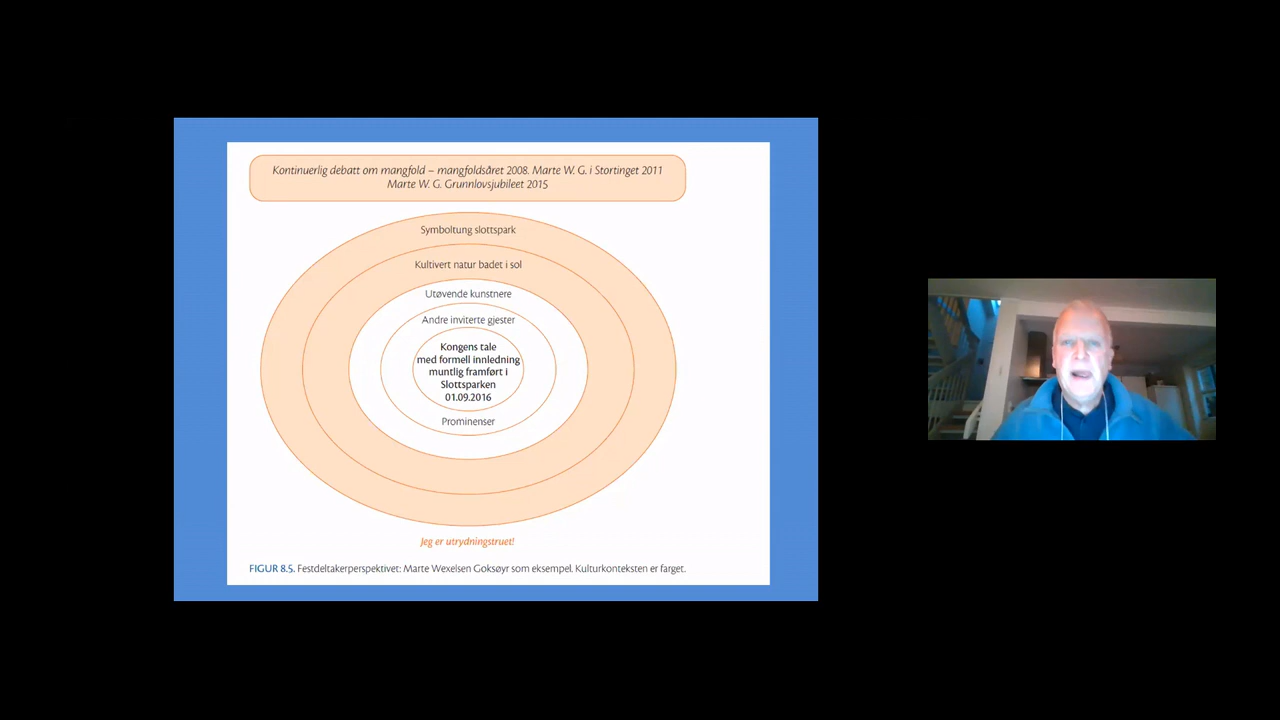 Kontinuerlig debatt om mangfold – mangfoldsåret 2008. Marte W. G. i Stortinget 2011
Marte W. G. Grunnlovsjubileet 2015
Symboltung slottspark
Kultivert natur badet i sol
Utøvende kunstnere
Andre inviterte gjester
Kongens tale
med formell innledning
muntlig framført i
Slottsparken
01.09.2016
Prominenser
Jeg er utrydningstruet!
FIGUR 8.5. Festdeltakerperspektivet: Marte Wexelsen Goksøyr som eksempel. Kulturkonteksten er farget.